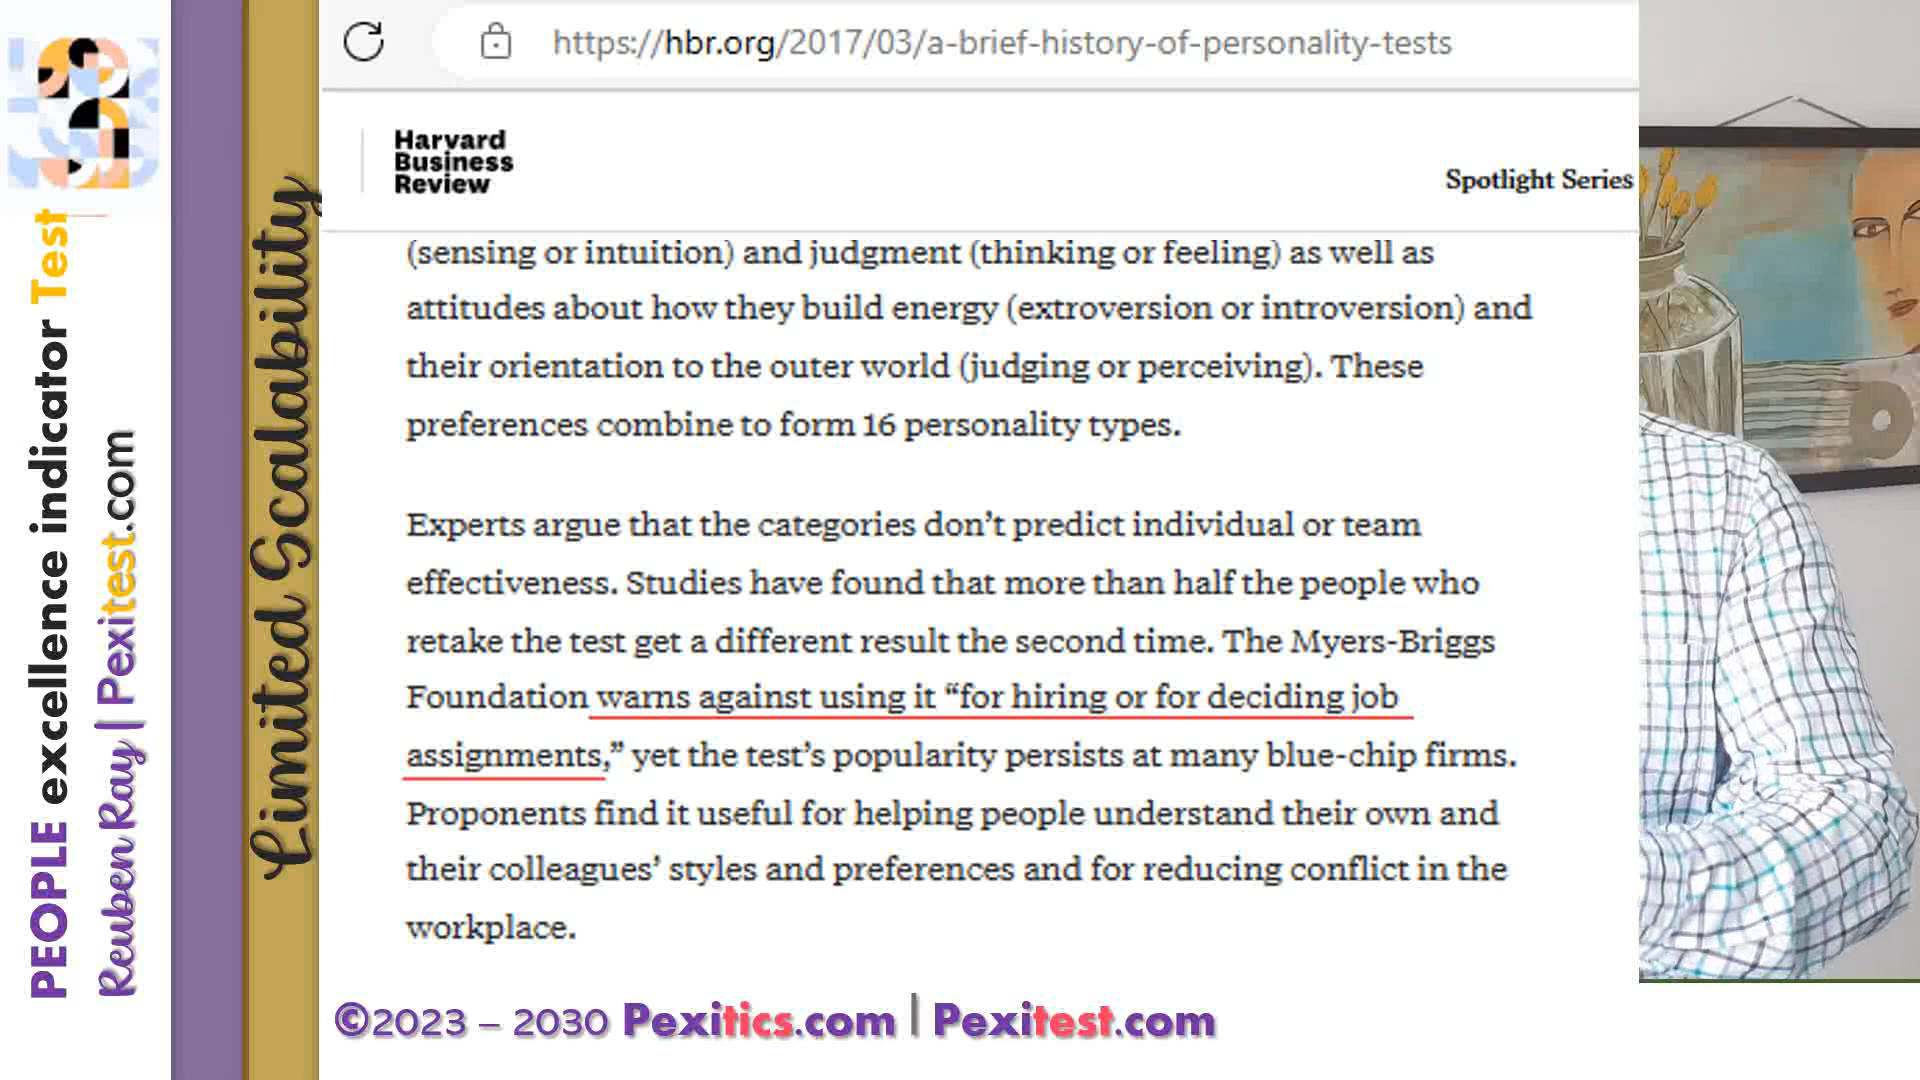 PEOPLE excellence indicator Test
Reuben Ray | Pexitest.com
Limited Scalability
https://hbr.org/2017/03/a-brief-history-of-personality-tests
Harvard
Business
Review
Spotlight Series
(sensing or intuition) and judgment (thinking or feeling) as well as
attitudes about how they build energy (extroversion or introversion) and
their orientation to the outer world (judging or perceiving). These
preferences combine to form 16 personality types.
Experts argue that the categories don’t predict individual or team
effectiveness. Studies have found that more than half the people who
retake the test get a different result the second time. The Myers-Briggs
Foundation warns against using it “for hiring or for deciding job
assignments,” yet the test’s popularity persists at many blue-chip firms.
Proponents find it useful for helping people understand their own and
their colleagues’ styles and preferences and for reducing conflict in the
workplace.
©2023 – 2030 Pexitics.com | Pexitest.com